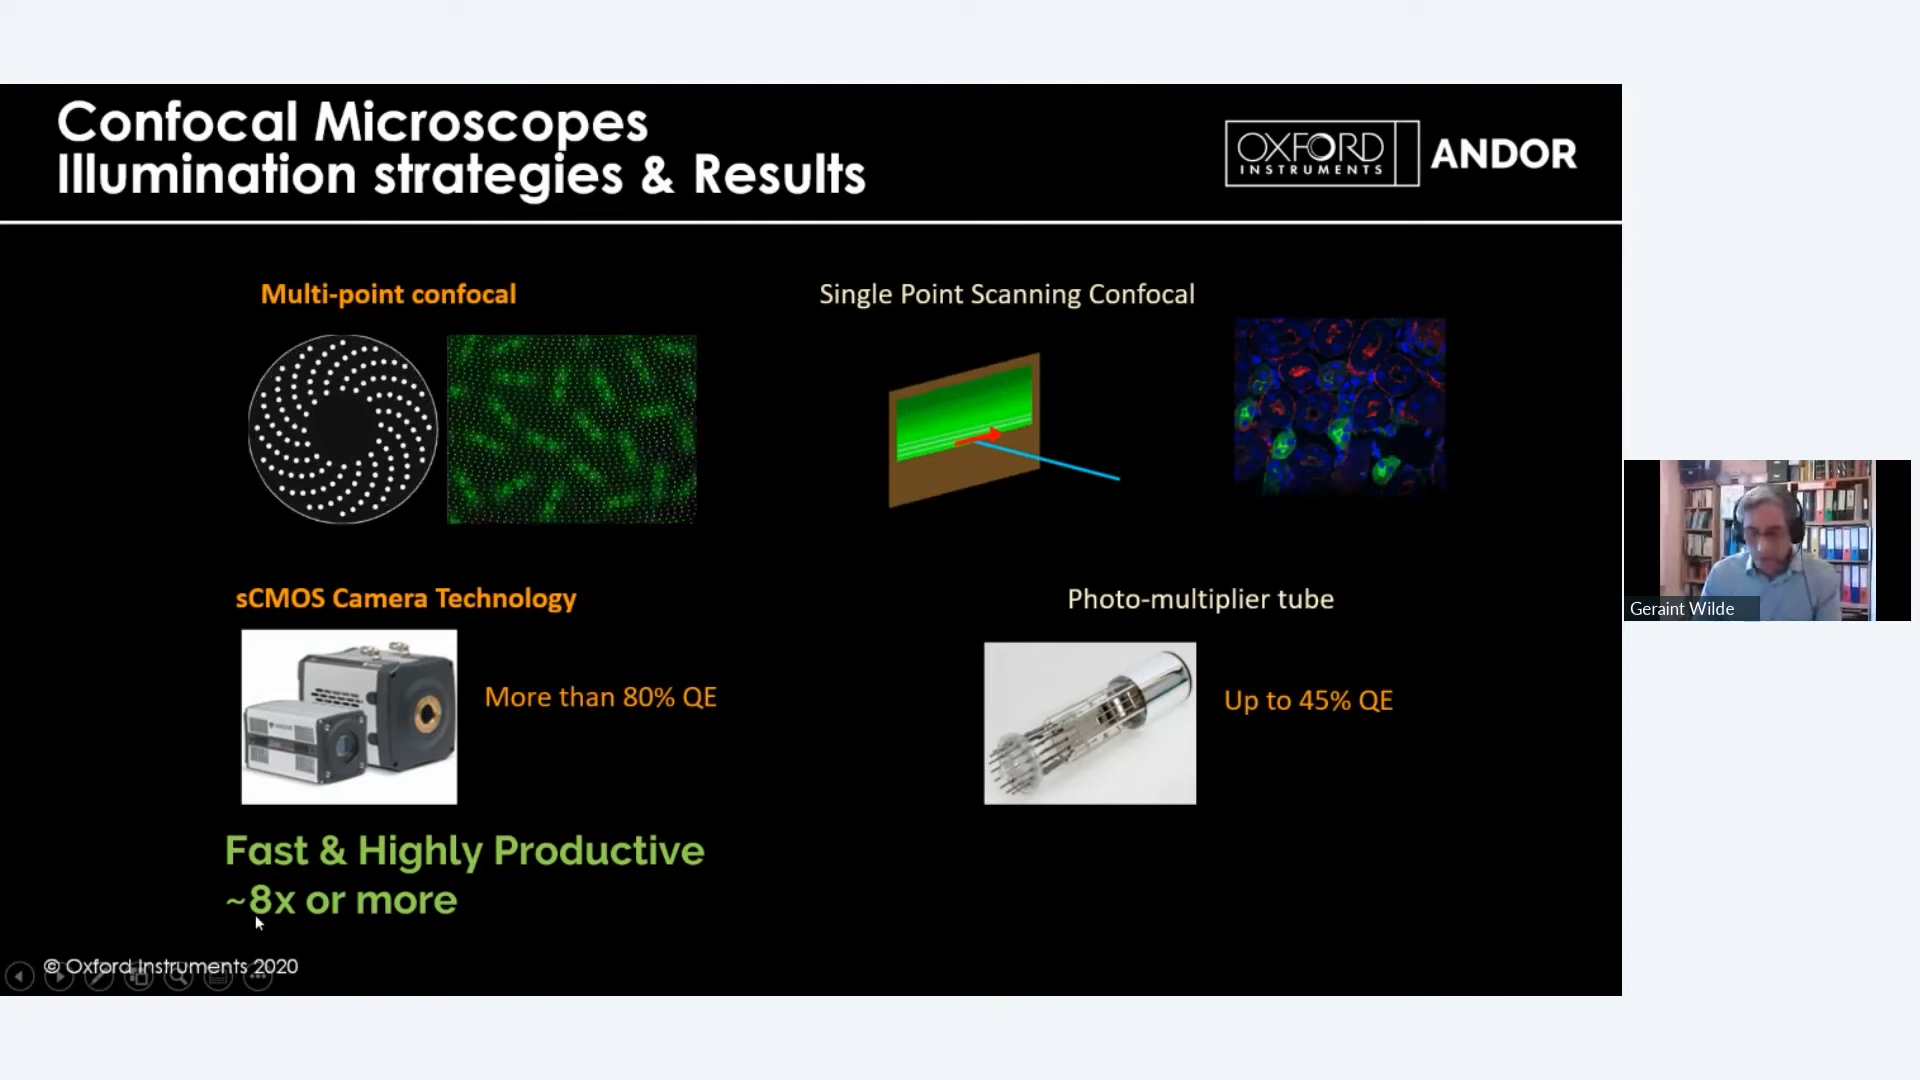 Confocal Microscopes
Illumination strategies & Results
OXFORD
INSTRUMENTS
ANDOR
Multi-point confocal
Single Point Scanning Confocal
sCMOS Camera Technology
Photo-multiplier tube
More than 80% QE
Up to 45% QE
Fast & Highly Productive
~8x or more
© Oxford Instruments 2020
Geraint Wilde